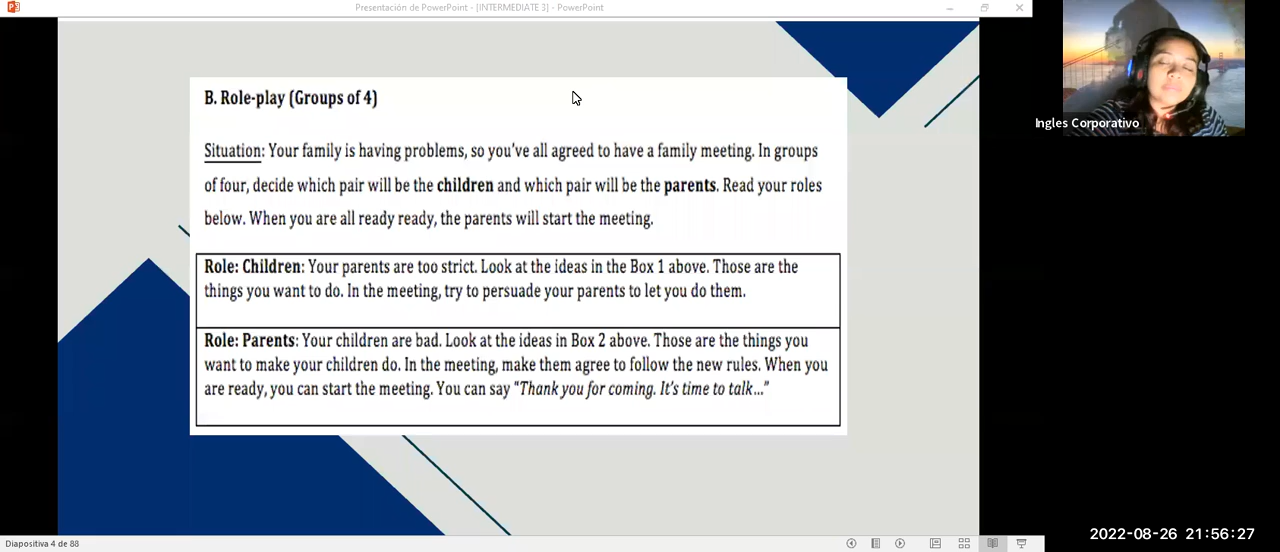 Presentación de PowerPoint - [INTERMEDIATE 3] - PowerPoint
B. Role-play (Groups of 4)
Situation: Your family is having problems, so you've all agreed to have a family meeting. In groups
of four, decide which pair will be the children and which pair will be the parents. Read your roles
below. When you are all ready ready, the parents will start the meeting.
Role: Children: Your parents are too strict. Look at the ideas in the Box 1 above. Those are the
things you want to do. In the meeting, try to persuade your parents to let you do them.
Role: Parents: Your children are bad. Look at the ideas in Box 2 above. Those are the things you
want to make your children do. In the meeting, make them agree to follow the new rules. When you
are ready, you can start the meeting. You can say "Thank you for coming. It's time to talk..."
Ingles Corporativo
Diapositiva 4 de 88
2022-08-26 21:56:27